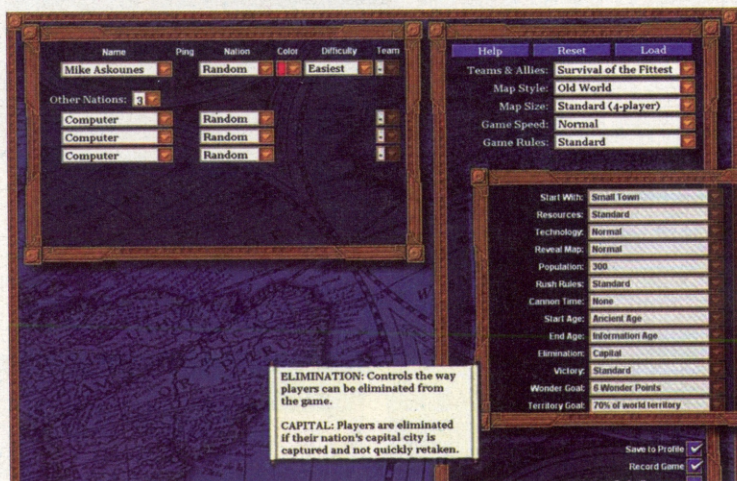 Name Ping Nation Color Difficulty Team
Mike Askounes Random Easiest -
Other Nations: 3
Computer Random -
Computer Random -
Computer Random -
Help Reset Load
Teams & Allies: Survival of the Fittest
Map Style: Old World
Map Size: Standard (4-player)
Game Speed: Normal
Game Rules: Standard
Start With: Small Town
Resources: Standard
Technology: Normal
Reveal Map: Normal
Population: 300
Rush Rules: Standard
Cannon Time: None
Start Age: Ancient Age
End Age: Information Age
Elimination: Capital
Victory: Standard
Wonder Goal: 6 Wonder Points
Territory Goal: 70% of world territory
ELIMINATION: Controls the way
players can be eliminated from
the game.
CAPITAL: Players are eliminated
if their nation's capital city is
captured and not quickly retaken.
Save to Profile
Record Game